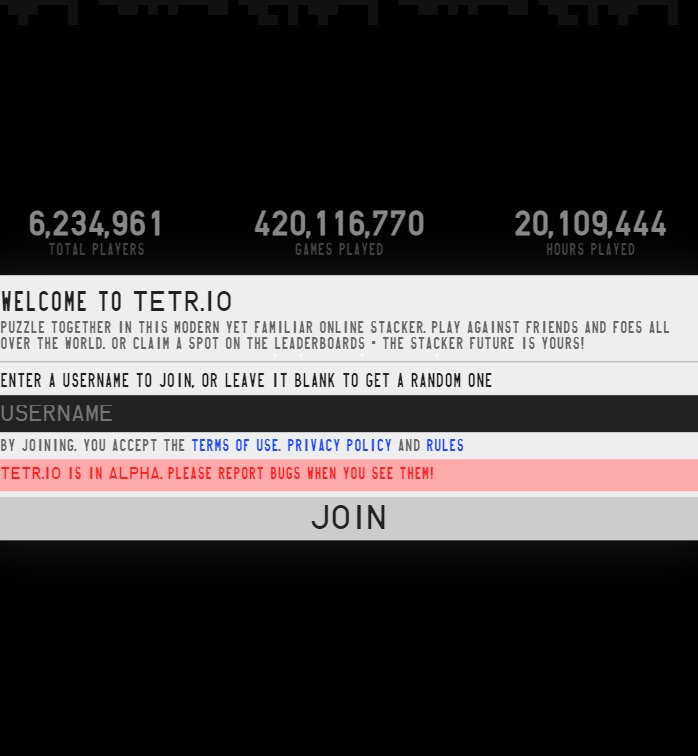 6,234,961 420,116,770 20,109,444
TOTAL PLAYERS GAMES PLAYED HOURS PLAYED
WELCOME TO TETR.IO
PUZZLE TOGETHER IN THIS MODERN YET FAMILIAR ONLINE STACKER. PLAY AGAINST FRIENDS AND FOES ALL
OVER THE WORLD, OR CLAIM A SPOT ON THE LEADERBOARDS - THE STACKER FUTURE IS YOURS!
ENTER A USERNAME TO JOIN, OR LEAVE IT BLANK TO GET A RANDOM ONE
USERNAME
BY JOINING, YOU ACCEPT THE TERMS OF USE, PRIVACY POLICY AND RULES
TETR.IO IS IN ALPHA. PLEASE REPORT BUGS WHEN YOU SEE THEM!
JOIN